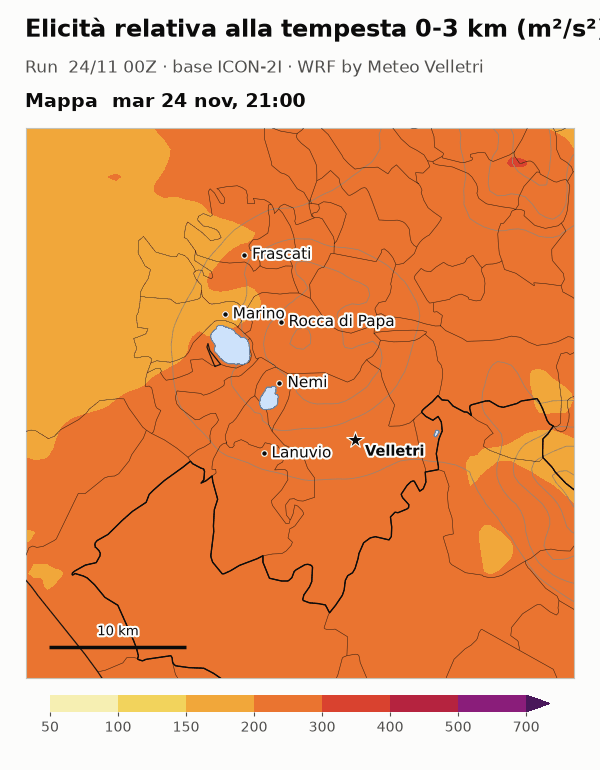 Elicità relativa alla tempesta 0-3 km (m²/s²)
Run  24/11 00Z · base ICON-2I · WRF by Meteo Velletri
Mappa  mar 24 nov, 21:00
Frascati
Marino
Rocca di Papa
Nemi
Velletri
Lanuvio
10 km
50 100 150 200 300 400 500 700